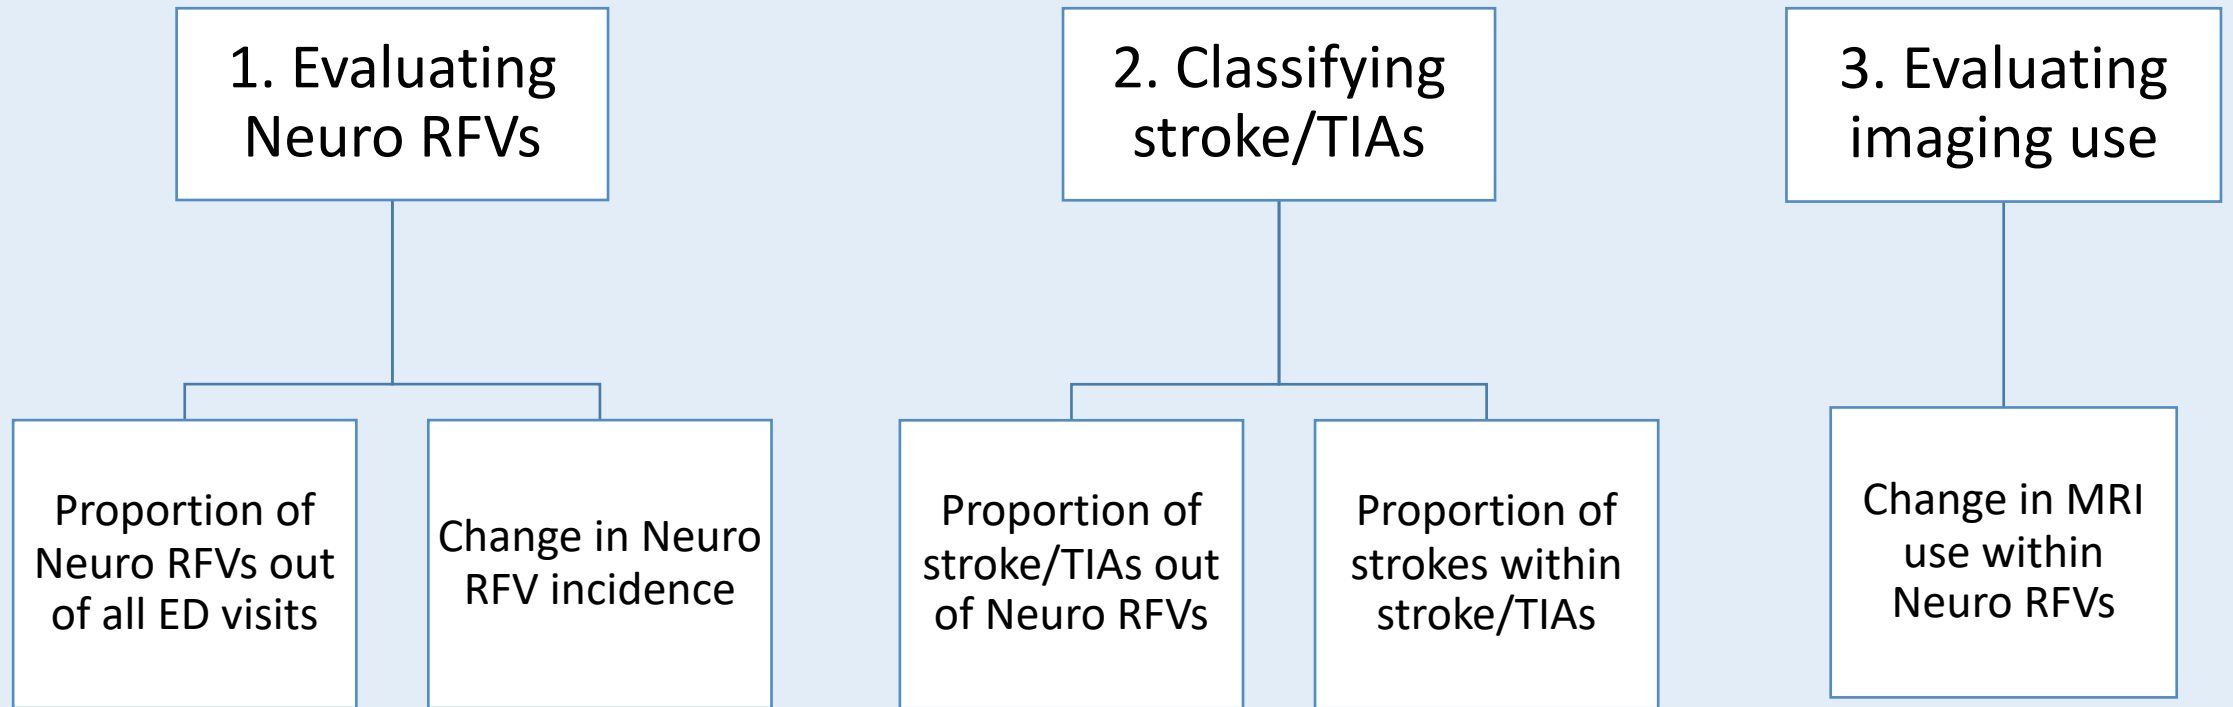 1. Evaluating
Neuro RFVs
2. Classifying
stroke/TIAs
3. Evaluating
imaging use
Proportion of
Neuro RFVs out
of all ED visits
Change in Neuro
RFV incidence
Proportion of
stroke/TIAs out
of Neuro RFVs
Proportion of
strokes within
stroke/TIAs
Change in MRI
use within
Neuro RFVs